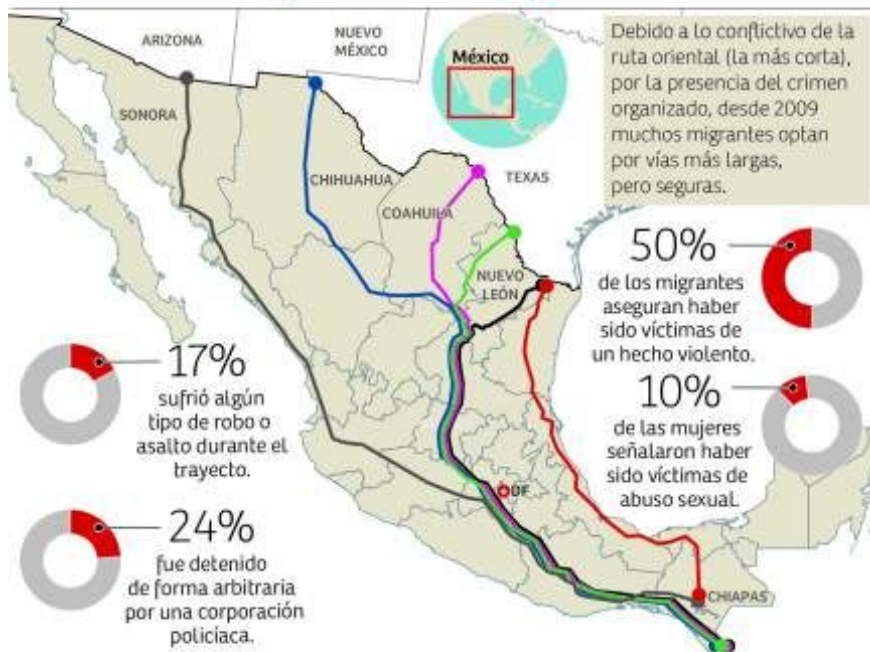 ARIZONA
NUEVO
MÉXICO
SONORA
CHIHUAHUA
COAHUILA
TEXAS
NUEVO
LEÓN
DF
CHIAPAS
México
Debido a lo conflictivo de la
ruta oriental (la más corta),
por la presencia del crimen
organizado, desde 2009
muchos migrantes optan
por vías más largas,
pero seguras.
50%
de los migrantes
aseguran haber
sido víctimas de
un hecho violento.
17%
sufrió algún
tipo de robo o
asalto durante el
trayecto.
10%
de las mujeres
señalaron haber
sido víctimas de
abuso sexual.
24%
fue detenido
de forma arbitraria
por una corporación
policíaca.